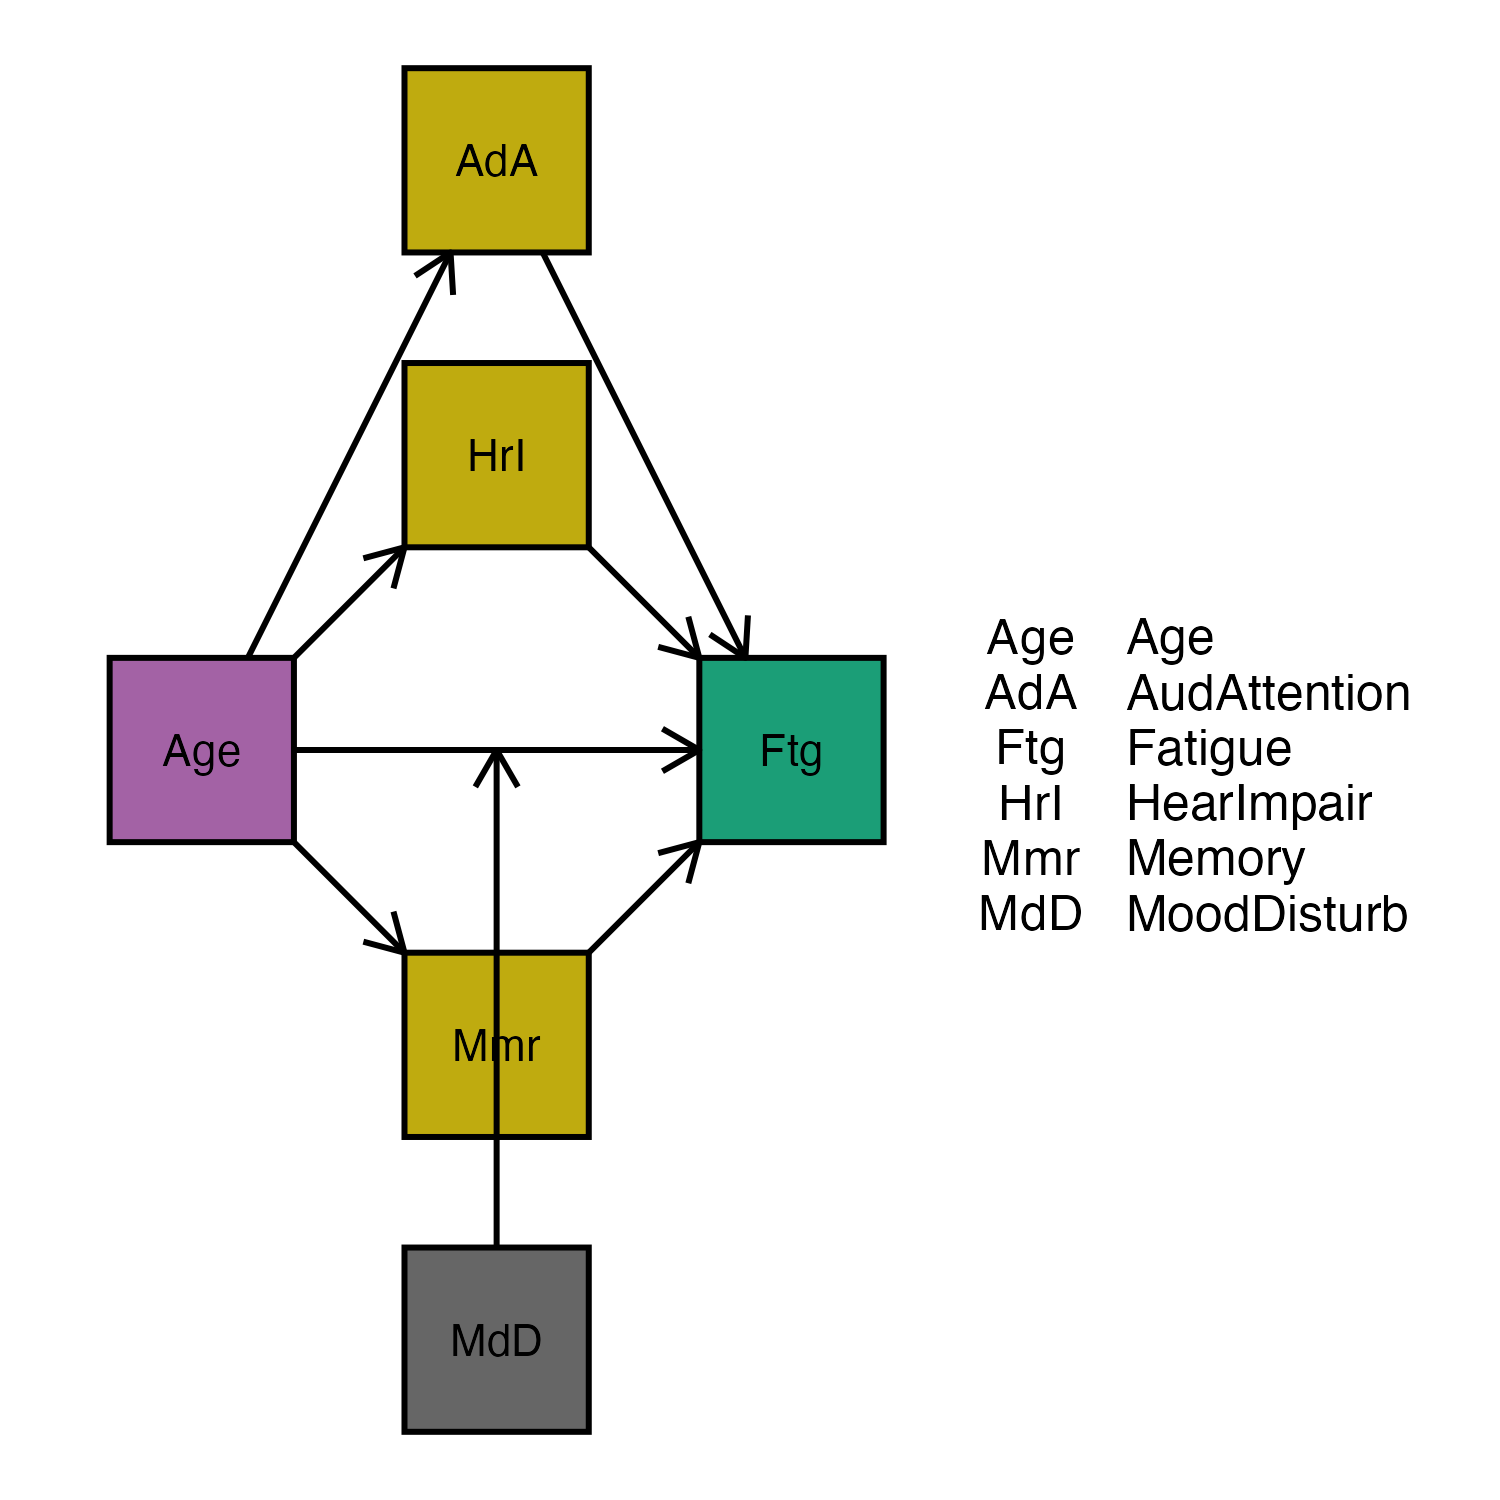 AdA
HrI
Age
Ftg
Mmr
MdD
Age Age
AdA AudAttention
Ftg Fatigue
HrI HearImpair
Mmr Memory
MdD MoodDisturb